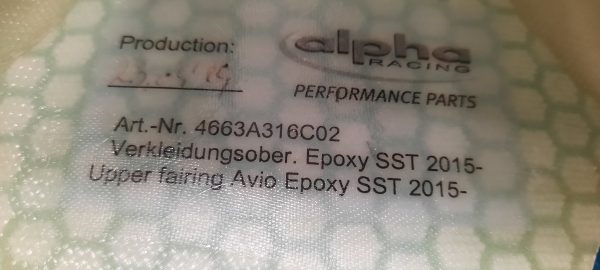 Production:
alpha
RACING
PERFORMANCE PARTS
Art.-Nr. 4663A316C02
Verkleidungsober. Epoxy SST 2015-
Upper fairing Avio Epoxy SST 2015-